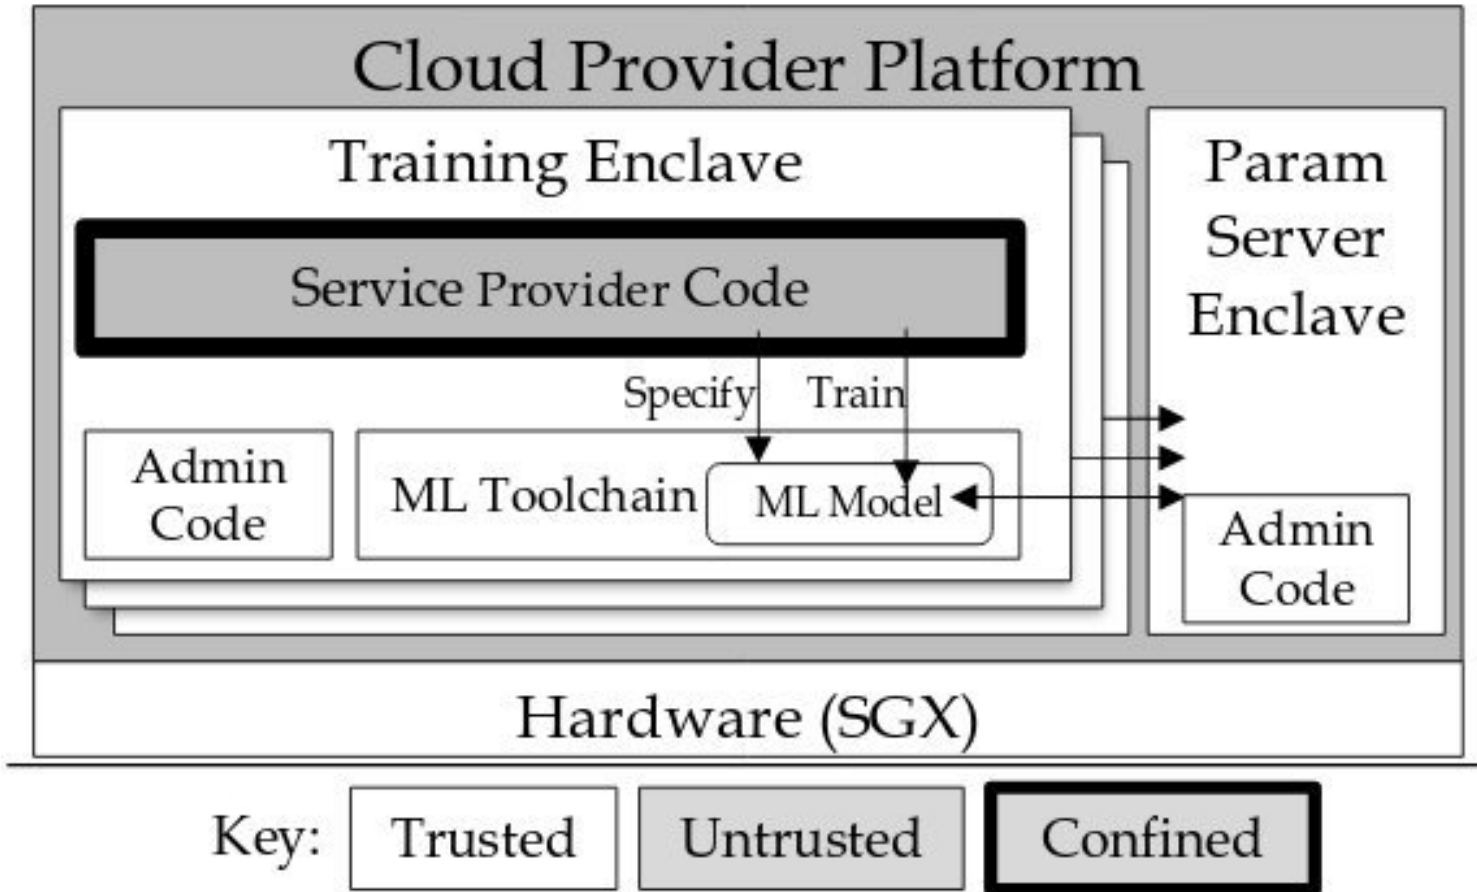 Cloud Provider Platform
Training Enclave
Service Provider Code
Specify
Train
Admin
Code
ML Toolchain
ML Model
Param
Server
Enclave
Admin
Code
Hardware (SGX)
Key:
Trusted
Untrusted
Confined